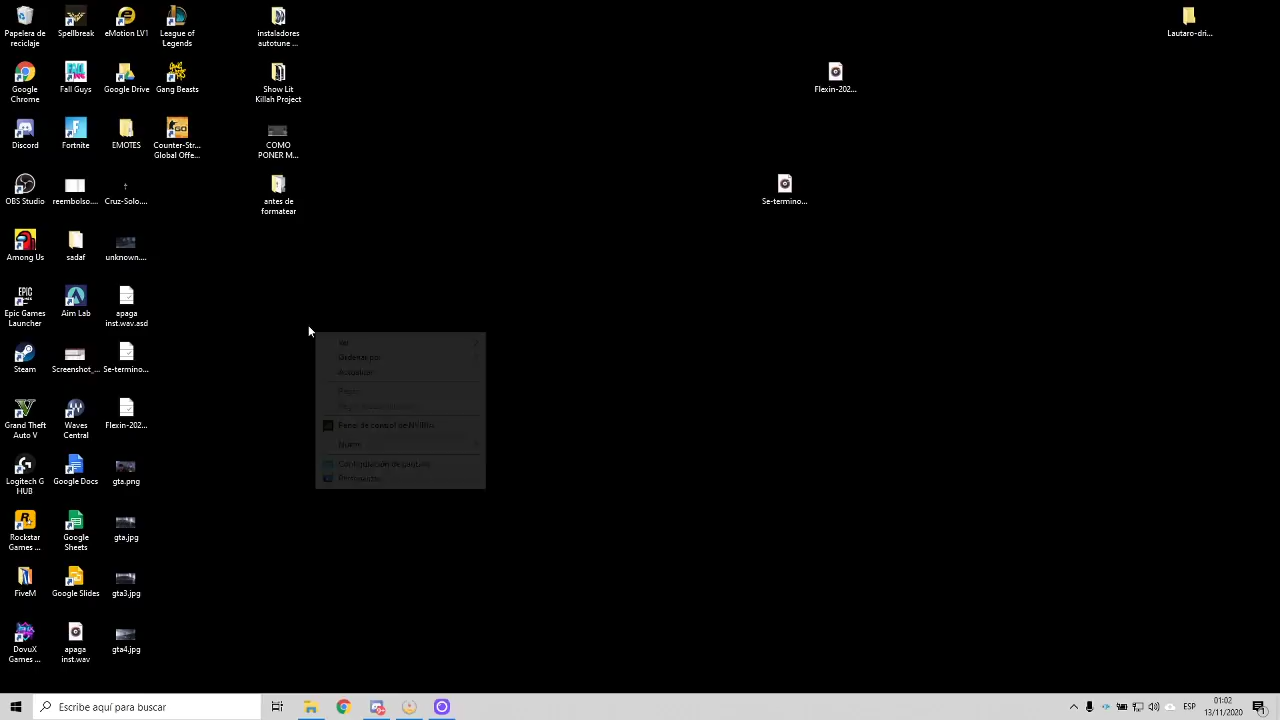 Papelera de
reciclaje
Spellbreak
eMotion LV1
League of
Legends
instaladores
autotune ...
Lautaro-dri...
Google
Chrome
Fall Guys
Google Drive
Gang Beasts
Show Lit
Killah Project
Flexin-202...
Discord
Fortnite
EMOTES
Counter-Str...
Global Offe...
COMO
PONER M...
OBS Studio
reembolso....
Cruz-Solo....
antes de
formatear
Se-termino...
Among Us
sadaf
unknown....
Epic Games
Launcher
Aim Lab
apaga
inst.wav.asd
Steam
Screenshot_...
Se-termino...
Ver
Ordenar por
Actualizar
Pegar
Panel de control de NVIDIA
Nuevo
Configuración de pantalla
Personalizar
Grand Theft
Auto V
Waves
Central
Flexin-202...
Logitech G
HUB
Google Docs
gta.png
Rockstar
Games ...
Google
Sheets
gta.jpg
FiveM
Google Slides
gta3.jpg
DovuX
Games ...
apaga
inst.wav
gta4.jpg
Escribe aquí para buscar
ESP
01:02
13/11/2020